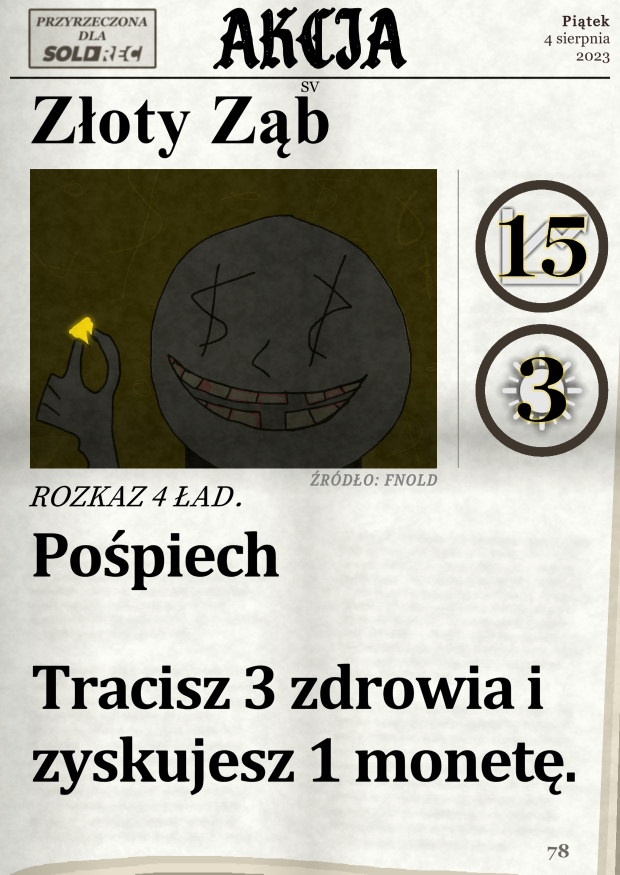 PRZYRZECZONA
DLA
SOLDREC
AKCJA
Piątek
4 sierpnia
2023
SV
Złoty Ząb
15
3
ŹRÓDŁO: FNOLD
ROZKAZ 4 ŁAD.
Pośpiech
Tracisz 3 zdrowia i
zyskujesz 1 monetę.
78